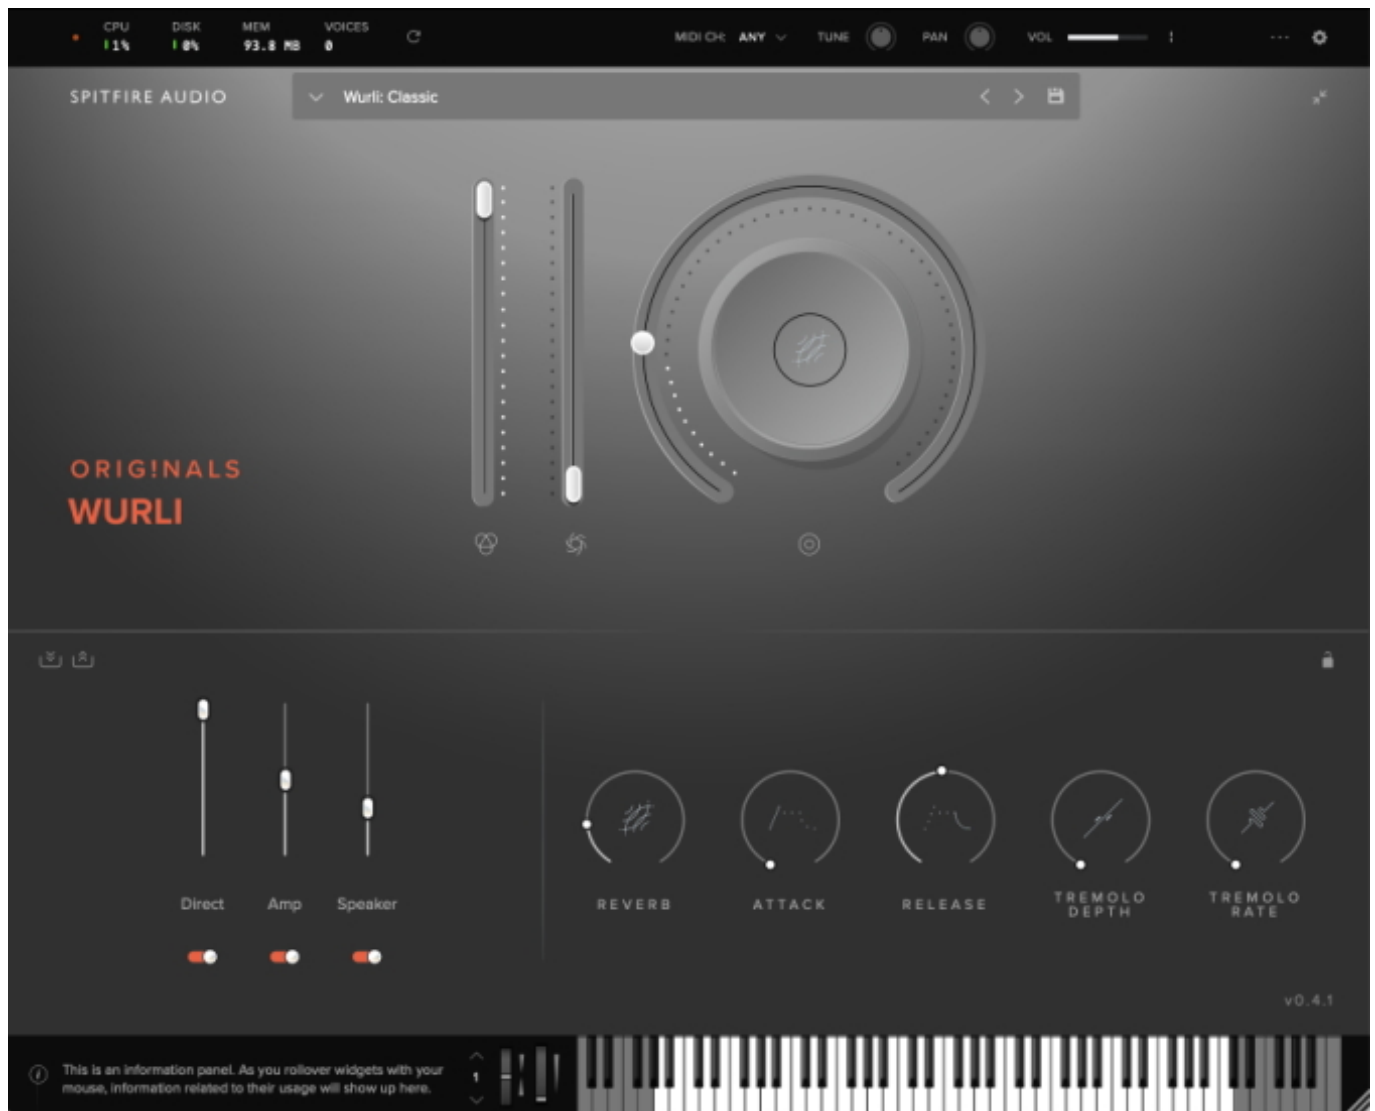 CPU DISK MEM VOICES
1% 0% 93.8 MB 0
MIDI CH: ANY TUNE PAN VOL
SPITFIRE AUDIO
Wurli: Classic
ORIG!NALS
WURLI
Direct Amp Speaker
REVERB ATTACK RELEASE TREMOLO DEPTH TREMOLO RATE
v0.4.1
This is an information panel. As you rollover widgets with your
mouse, information related to their usage will show up here.
1